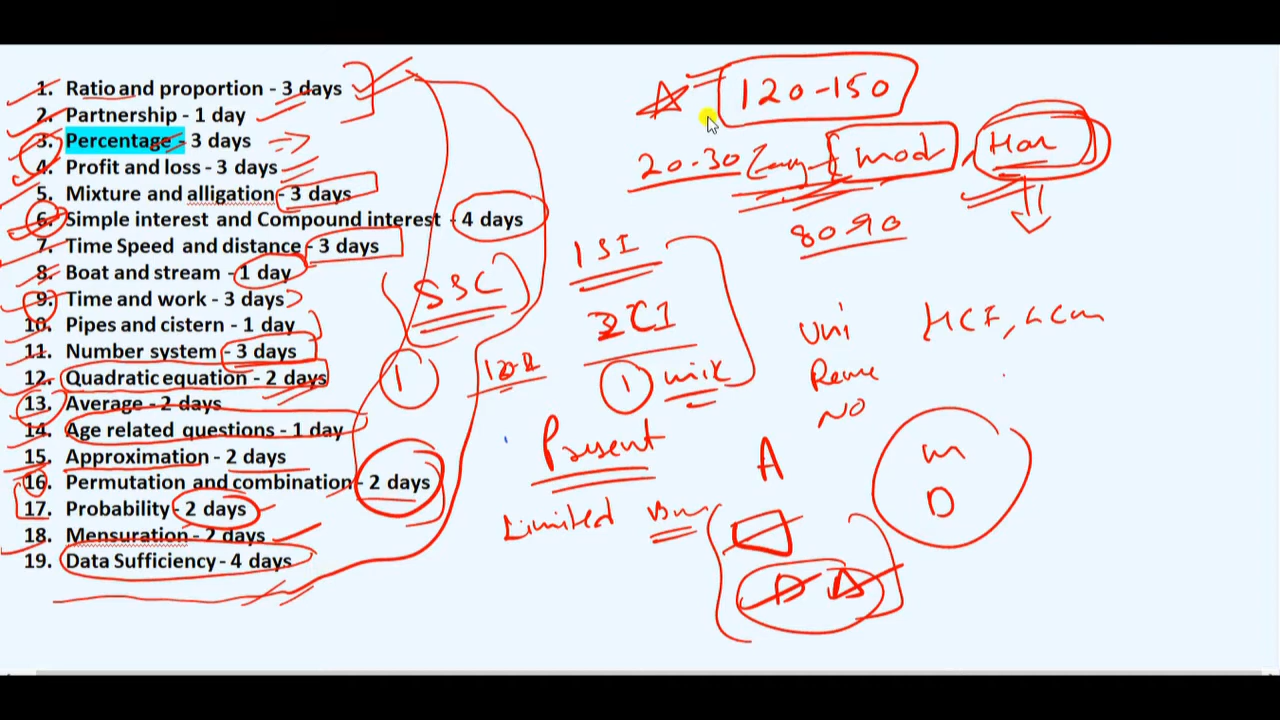 1. Ratio and proportion - 3 days
2. Partnership - 1 day
3. Percentage - 3 days
4. Profit and loss - 3 days
5. Mixture and alligation - 3 days
6. Simple interest and Compound interest - 4 days
7. Time Speed and distance - 3 days
8. Boat and stream - 1 day
9. Time and work - 3 days
10. Pipes and cistern - 1 day
11. Number system - 3 days
12. Quadratic equation - 2 days
13. Average - 2 days
14. Age related questions - 1 day
15. Approximation - 2 days
16. Permutation and combination - 2 days
17. Probability - 2 days
18. Mensuration - 2 days
19. Data Sufficiency - 4 days
120-150
20-30 mod
80-90
SSC
1 SI
CI
1 mix
Uni HCF, LCM
NO
Present
A
Limited
m
D